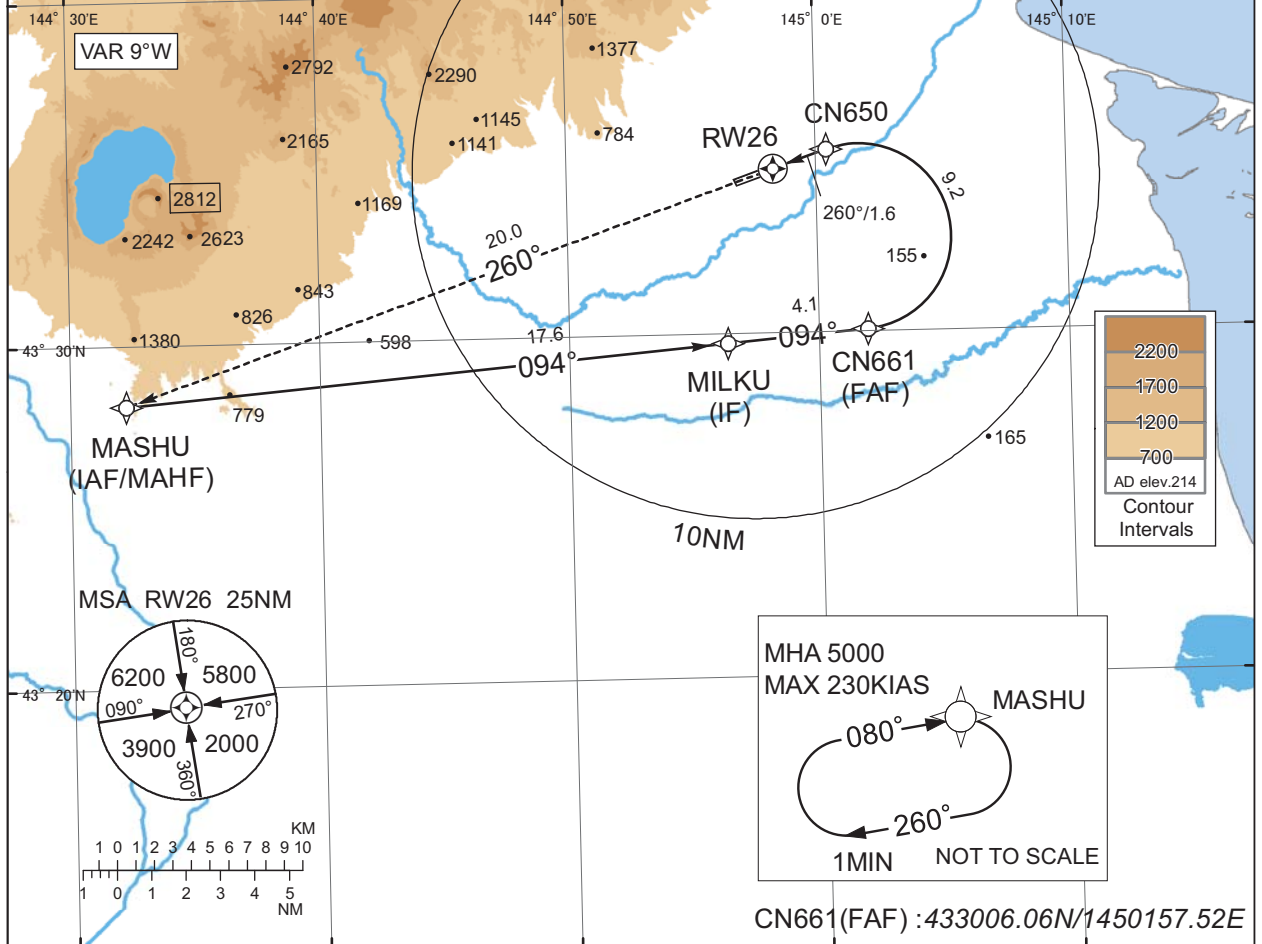 144° 30'E
144° 40'E
144° 50'E
145° 0'E
145° 10'E
VAR 9°W
2792
2290
1377
1145
1141
784
2165
CN650
RW26
2812
1169
9.2
260°/1.6
2242
2623
20.0
260°
155
843
826
4.1
1380
598
17.6
094°
094°
43° 30'N
CN661
(FAF)
MILKU
(IF)
779
MASHU
(IAF/MAHF)
165
2200
1700
1200
700
AD elev.214
Contour
Intervals
10NM
MSA RW26 25NM
180°
6200
5800
090°
270°
3900
2000
360°
43° 20'N
MHA 5000
MAX 230KIAS
MASHU
080°
260°
1MIN
NOT TO SCALE
KM
1 0 1 2 3 4 5 6 7 8 9 10
1 0 1 2 3 4 5
NM
CN661(FAF) :433006.06N/1450157.52E